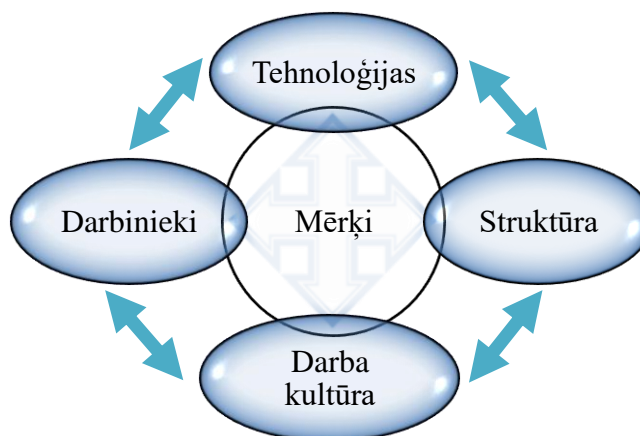 Tehnoloģijas
Darbinieki
Mērķi
Struktūra
Darba
kultūra